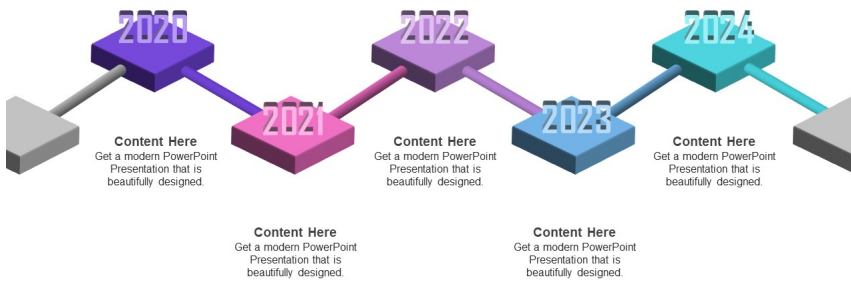 2020
2022
2024
2021
2023
Content Here
Get a modern PowerPoint
Presentation that is
beautifully designed.
Content Here
Get a modern PowerPoint
Presentation that is
beautifully designed.
Content Here
Get a modern PowerPoint
Presentation that is
beautifully designed.
Content Here
Get a modern PowerPoint
Presentation that is
beautifully designed.
Content Here
Get a modern PowerPoint
Presentation that is
beautifully designed.